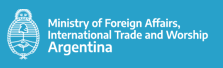 Ministry of Foreign Affairs,
International Trade and Worship
Argentina